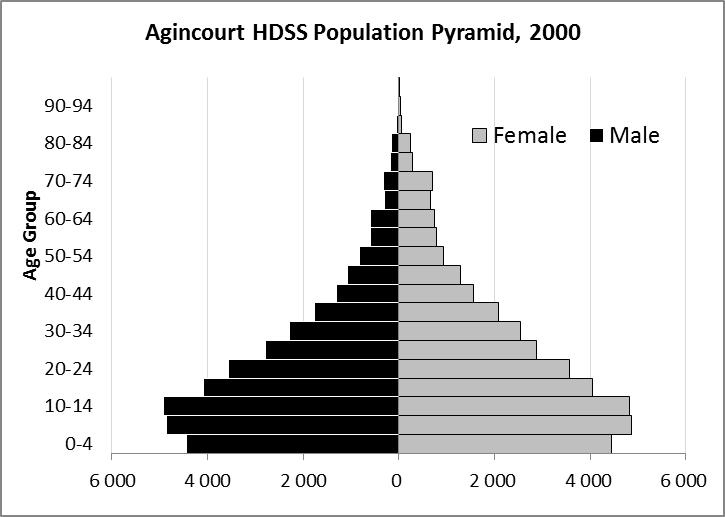 Agincourt HDSS Population Pyramid, 2000
Female Male
Age Group
90-94
80-84
70-74
60-64
50-54
40-44
30-34
20-24
10-14
0-4
6 000 4 000 2 000 0 2 000 4 000 6 000